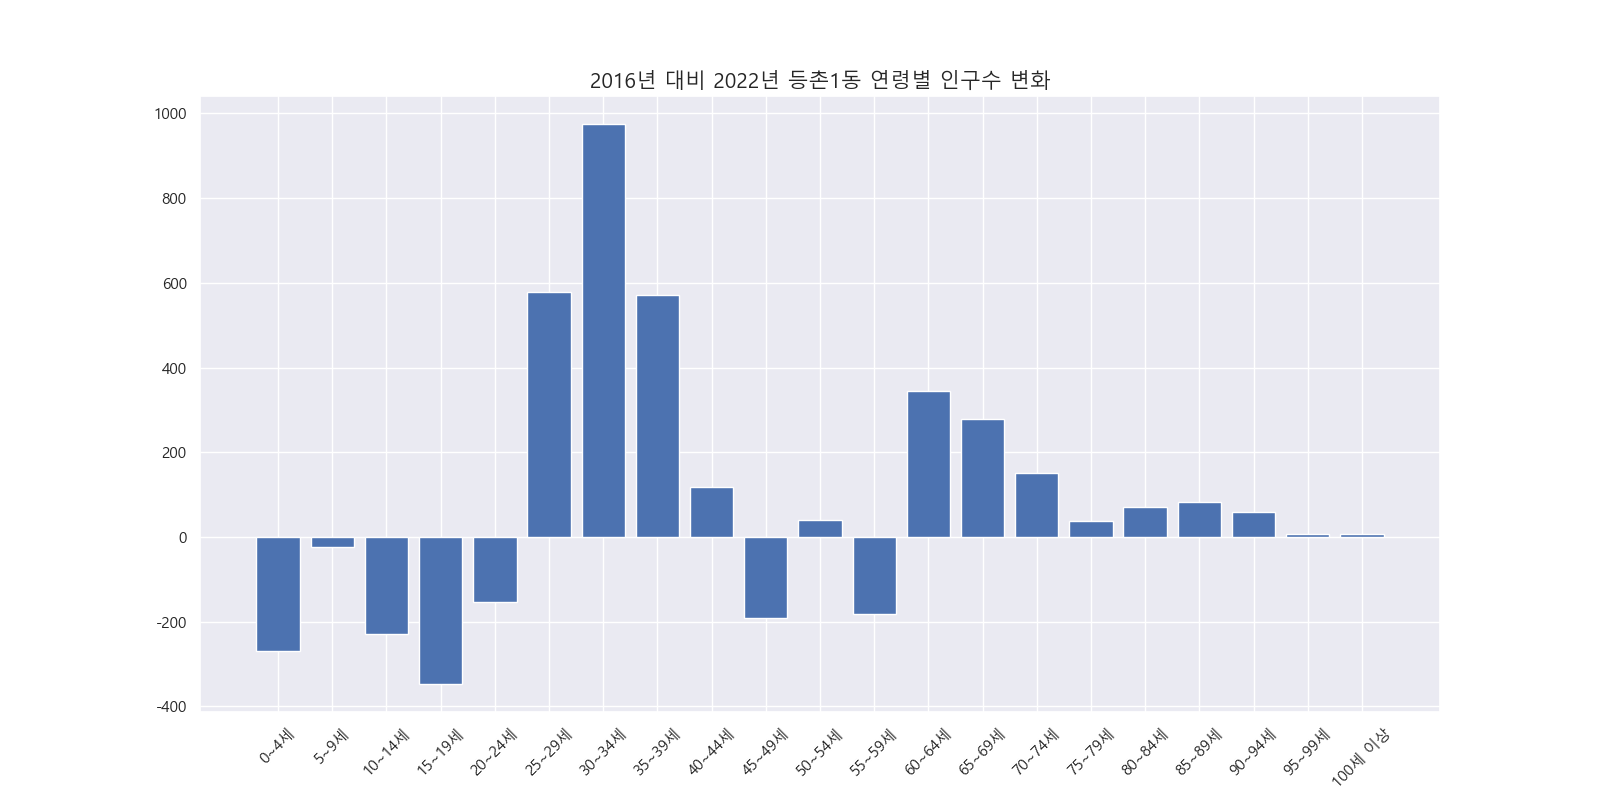 2016년 대비 2022년 등촌1동 연령별 인구수 변화
1000
800
600
400
200
0
-200
-400
0~4세
5~9세
10~14세
15~19세
20~24세
25~29세
30~34세
35~39세
40~44세
45~49세
50~54세
55~59세
60~64세
65~69세
70~74세
75~79세
80~84세
85~89세
90~94세
95~99세
100세 이상